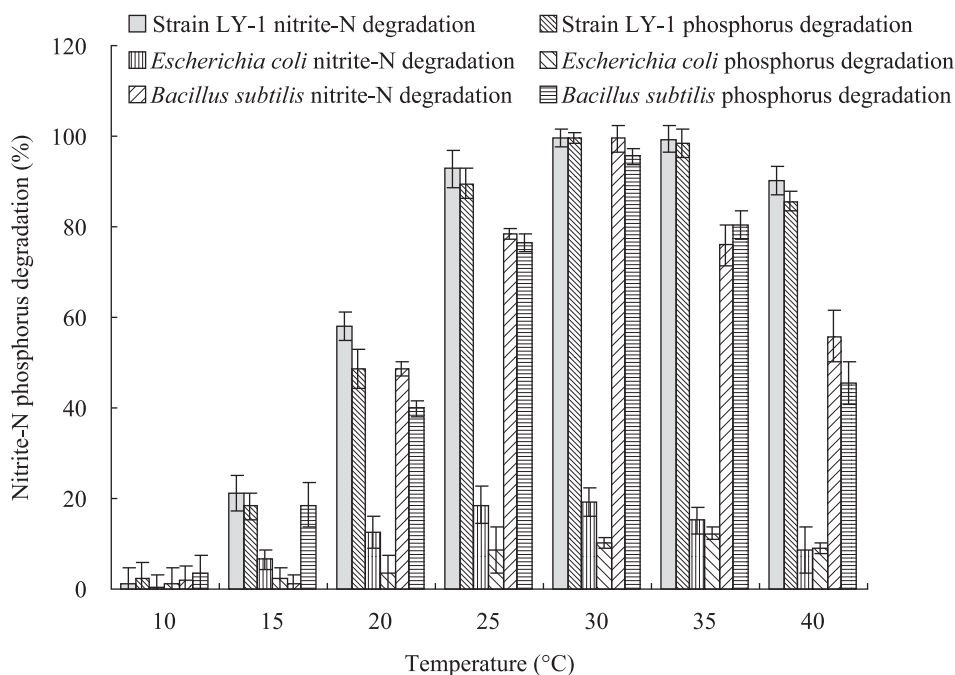 Strain LY-1 nitrite-N degradation Strain LY-1 phosphorus degradation
Escherichia coli nitrite-N degradation Escherichia coli phosphorus degradation
Bacillus subtilis nitrite-N degradation Bacillus subtilis phosphorus degradation
120
100
80
60
40
20
0
Nitrite-N phosphorus degradation (%)
10 15 20 25 30 35 40
Temperature (°C)